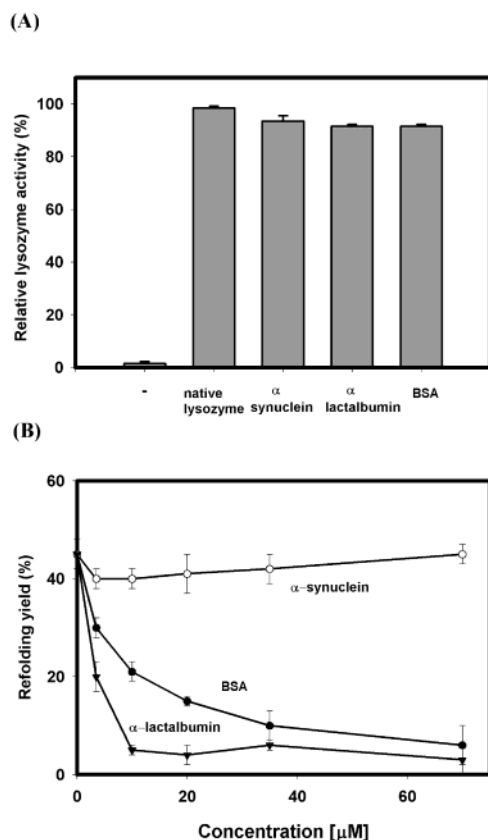 (A)
Relative lysozyme activity (%)
100
80
60
40
20
0
- native α α BSA
lysozyme synuclein lactalbumin
(B)
Refolding yield (%)
60
40
20
0
α–synuclein
BSA
α–lactalbumin
0 20 40 60
Concentration [μM]